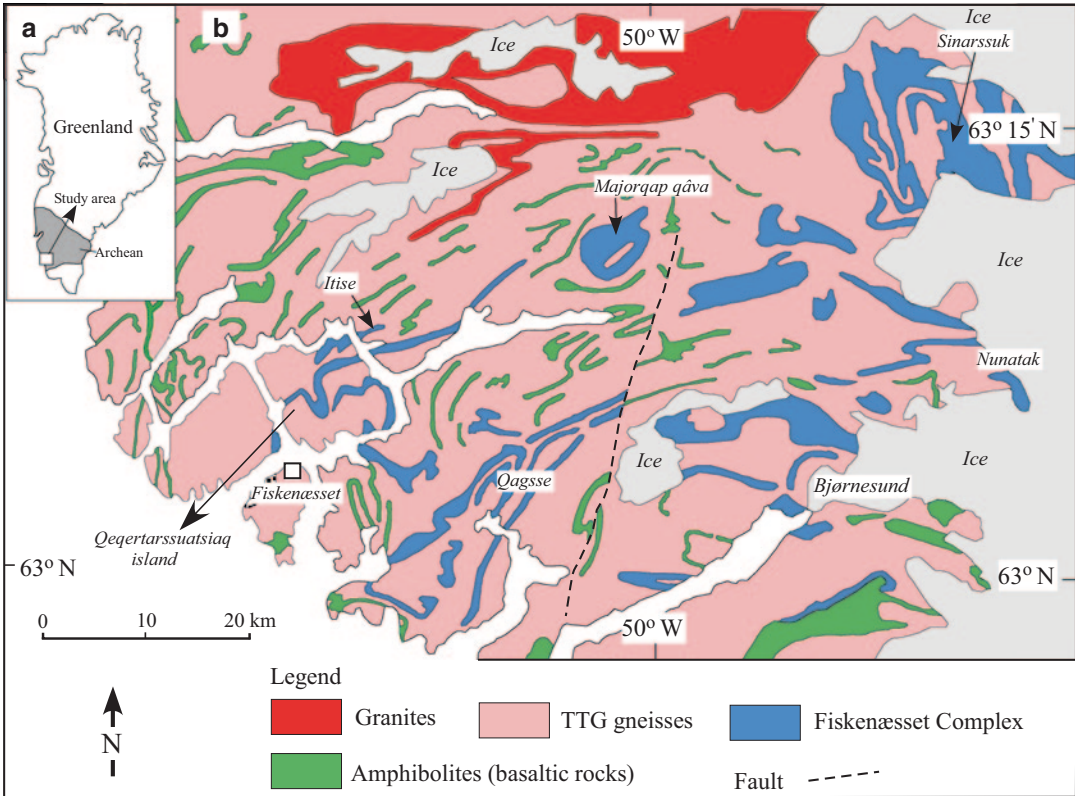 a
Greenland
Study area
Archean
b
50° W
Ice
Ice
Sinarssuk
63° 15' N
Ice
Majorqap qâva
Ice
Itise
Nunatak
Ice
Qagsse
Ice
Bjørnesund
Fiskenæsset
Qeqertarssuatsiaq
island
63° N
63° N
0 10 20 km
50° W
N
Legend
Granites
TTG gneisses
Fiskenæsset Complex
Amphibolites (basaltic rocks)
Fault